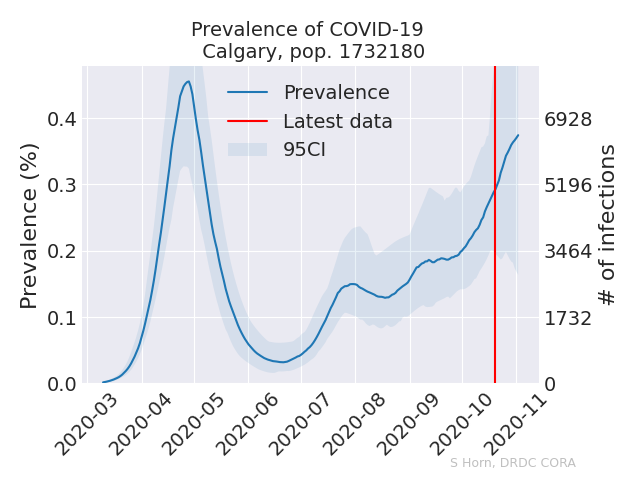 Prevalence of COVID-19
Calgary, pop. 1732180
Prevalence
Latest data
95CI
Prevalence (%)
0.4
0.3
0.2
0.1
0.0
6928
5196
3464
1732
0
# of infections
2020-03
2020-04
2020-05
2020-06
2020-07
2020-08
2020-09
2020-10
2020-11
S Horn, DRDC CORA